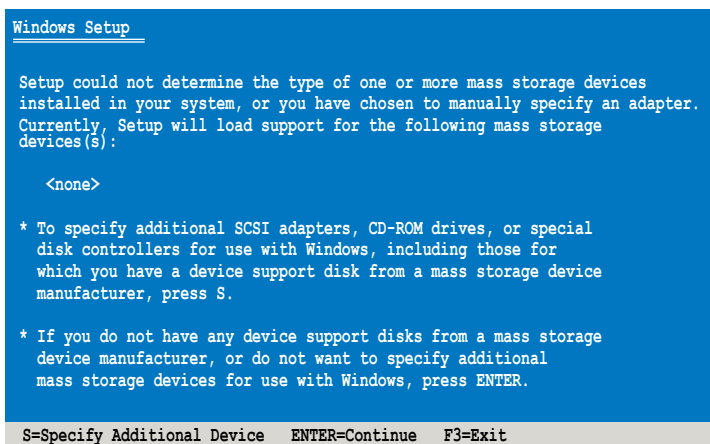 Windows Setup
Setup could not determine the type of one or more mass storage devices
installed in your system, or you have chosen to manually specify an adapter.
Currently, Setup will load support for the following mass storage
devices(s):
<none>
* To specify additional SCSI adapters, CD-ROM drives, or special
disk controllers for use with Windows, including those for
which you have a device support disk from a mass storage device
manufacturer, press S.
* If you do not have any device support disks from a mass storage
device manufacturer, or do not want to specify additional
mass storage devices for use with Windows, press ENTER.
S=Specify Additional Device ENTER=Continue F3=Exit